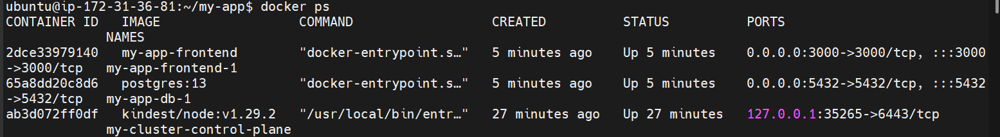 ubuntu@ip-172-31-36-81:~/my-app$ docker ps
CONTAINER ID   IMAGE                  COMMAND                  CREATED          STATUS          PORTS
             NAMES
2dce33979140   my-app-frontend        "docker-entrypoint.s…"   5 minutes ago    Up 5 minutes    0.0.0.0:3000->3000/tcp, :::3000
->3000/tcp   my-app-frontend-1
65a8dd20c8d6   postgres:13            "docker-entrypoint.s…"   5 minutes ago    Up 5 minutes    0.0.0.0:5432->5432/tcp, :::5432
->5432/tcp   my-app-db-1
ab3d072ff0df   kindest/node:v1.29.2   "/usr/local/bin/entr…"   27 minutes ago   Up 27 minutes   127.0.0.1:35265->6443/tcp
             my-cluster-control-plane